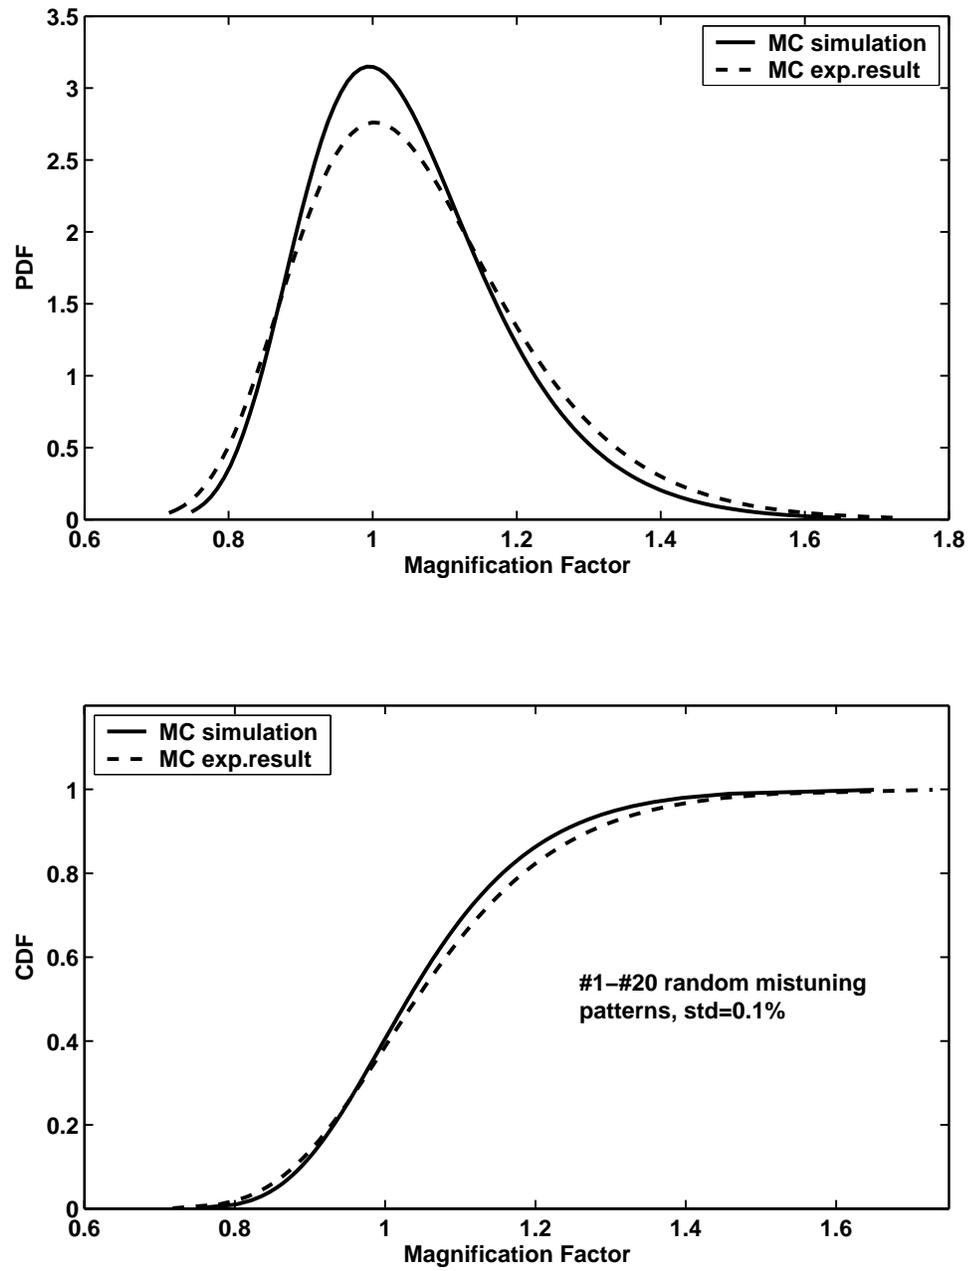 3.5
3
2.5
2
1.5
1
0.5
0
PDF
MC simulation
MC exp.result
0.6 0.8 1 1.2 1.4 1.6 1.8
Magnification Factor
MC simulation
MC exp.result
1
0.8
0.6
0.4
0.2
0
CDF
#1–#20 random mistuning
patterns, std=0.1%
0.6 0.8 1 1.2 1.4 1.6
Magnification Factor